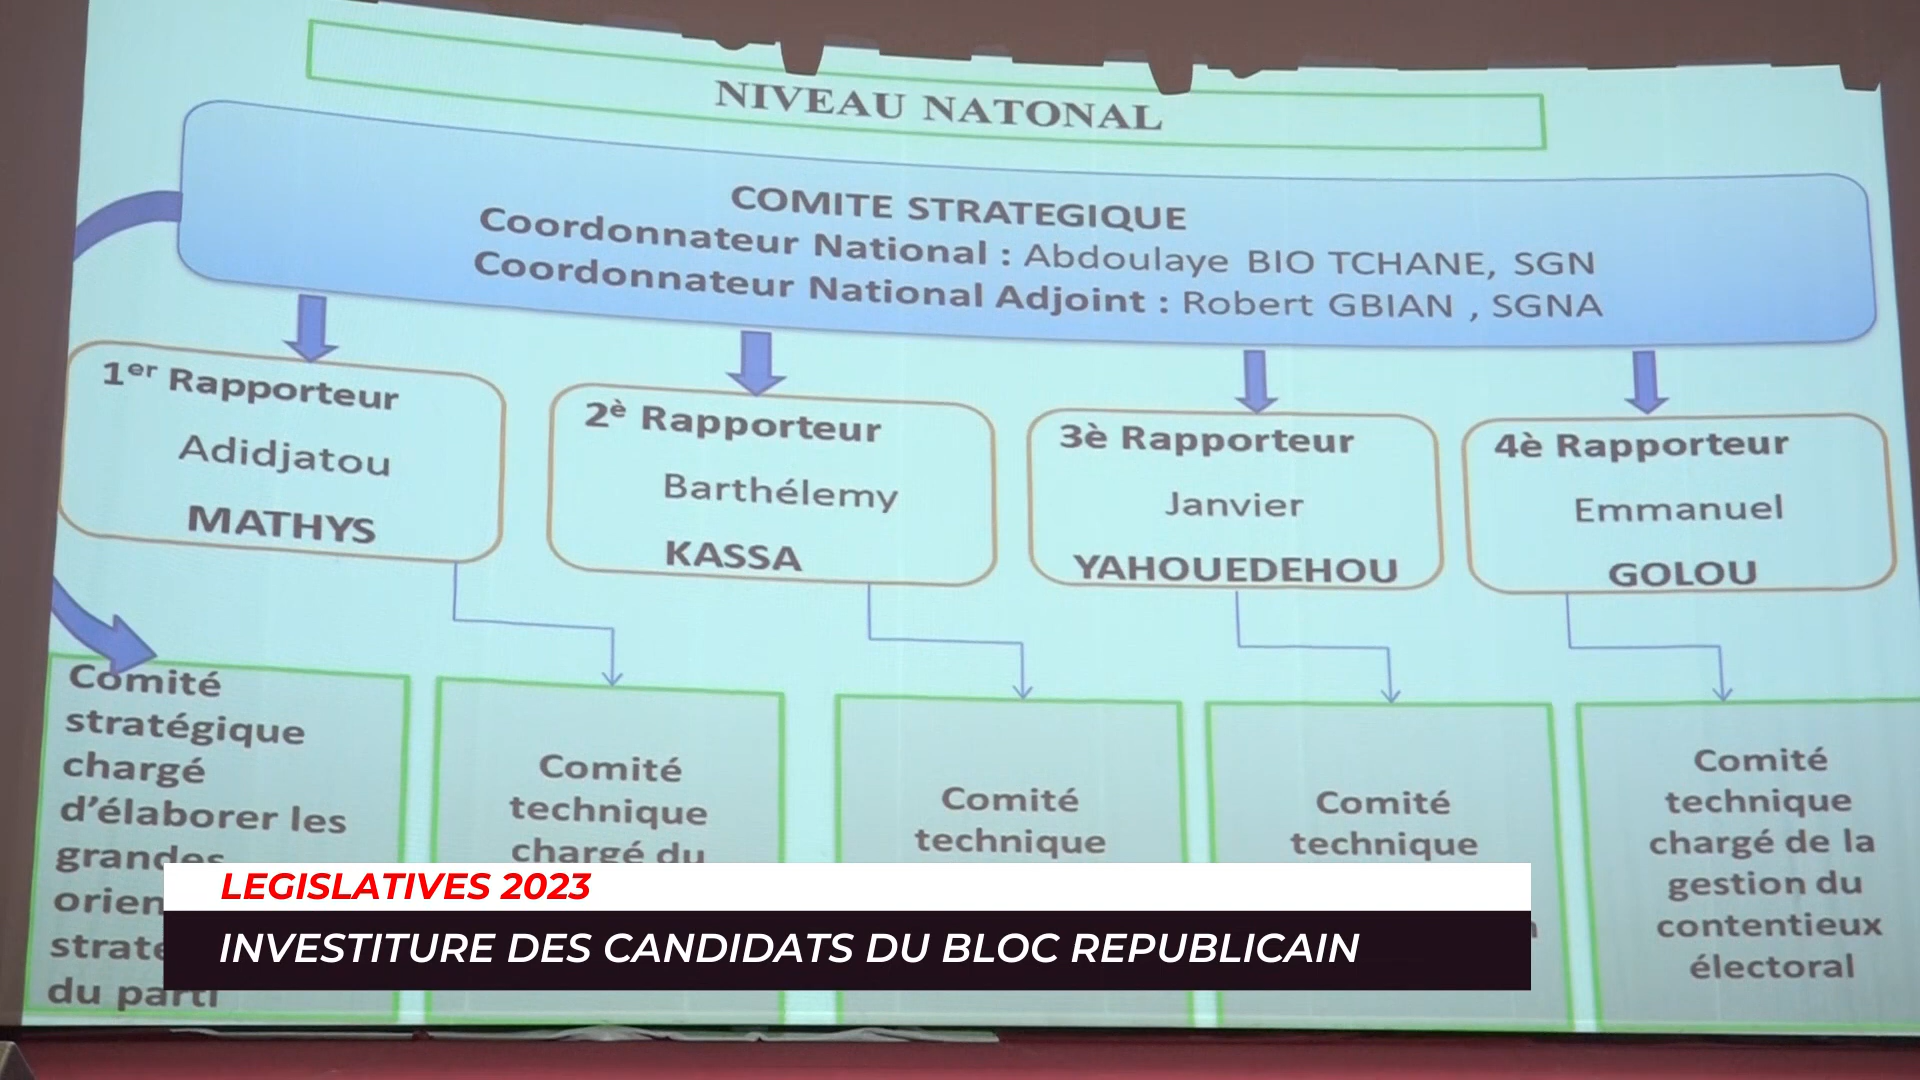 NIVEAU NATONAL
COMITE STRATEGIQUE
Coordonnateur National : Abdoulaye BIO TCHANE, SGN
Coordonnateur National Adjoint : Robert GBIAN , SGNA
1er Rapporteur
Adidjatou
MATHYS
2è Rapporteur
Barthélemy
KASSA
3è Rapporteur
Janvier
YAHOUEDEHOU
4è Rapporteur
Emmanuel
GOLOU
Comité
stratégique
chargé
d’élaborer les
grandes
du parti
Comité
technique
chargé du
Comité
technique
Comité
technique
Comité
technique
chargé de la
gestion du
contentieux
électoral
LEGISLATIVES 2023
INVESTITURE DES CANDIDATS DU BLOC REPUBLICAIN